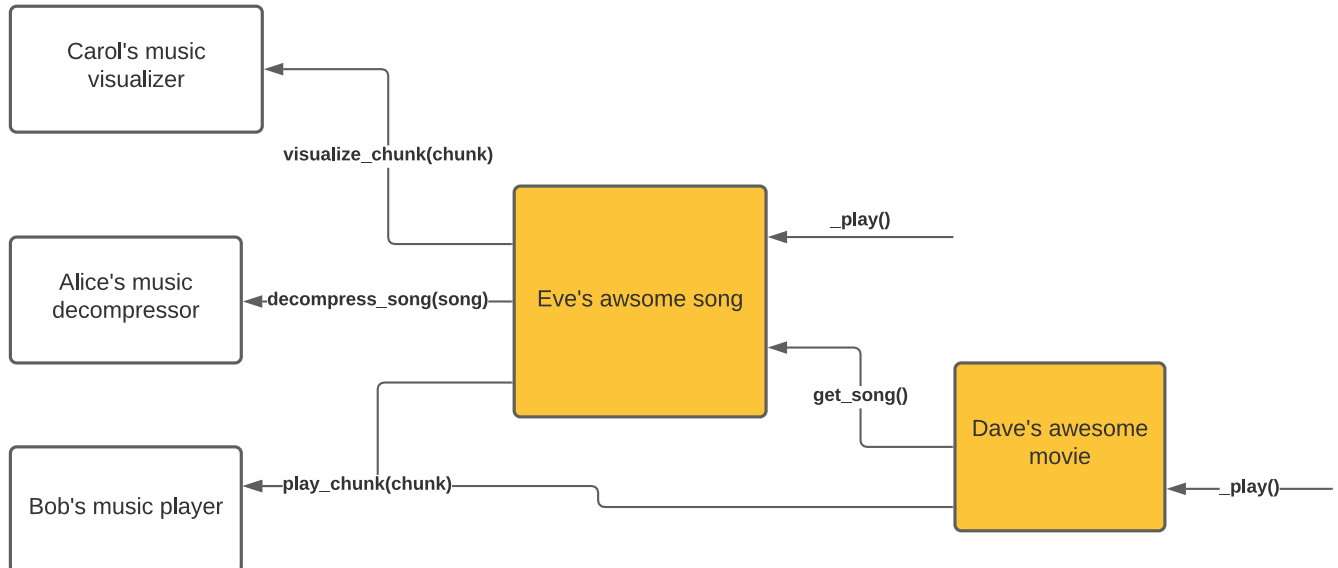 Carol's music
visualizer
visualize_chunk(chunk)
_play()
Alice's music
decompressor
decompress_song(song)
Eve's awsome song
get_song()
Dave's awesome
movie
Bob's music player
play_chunk(chunk)
_play()